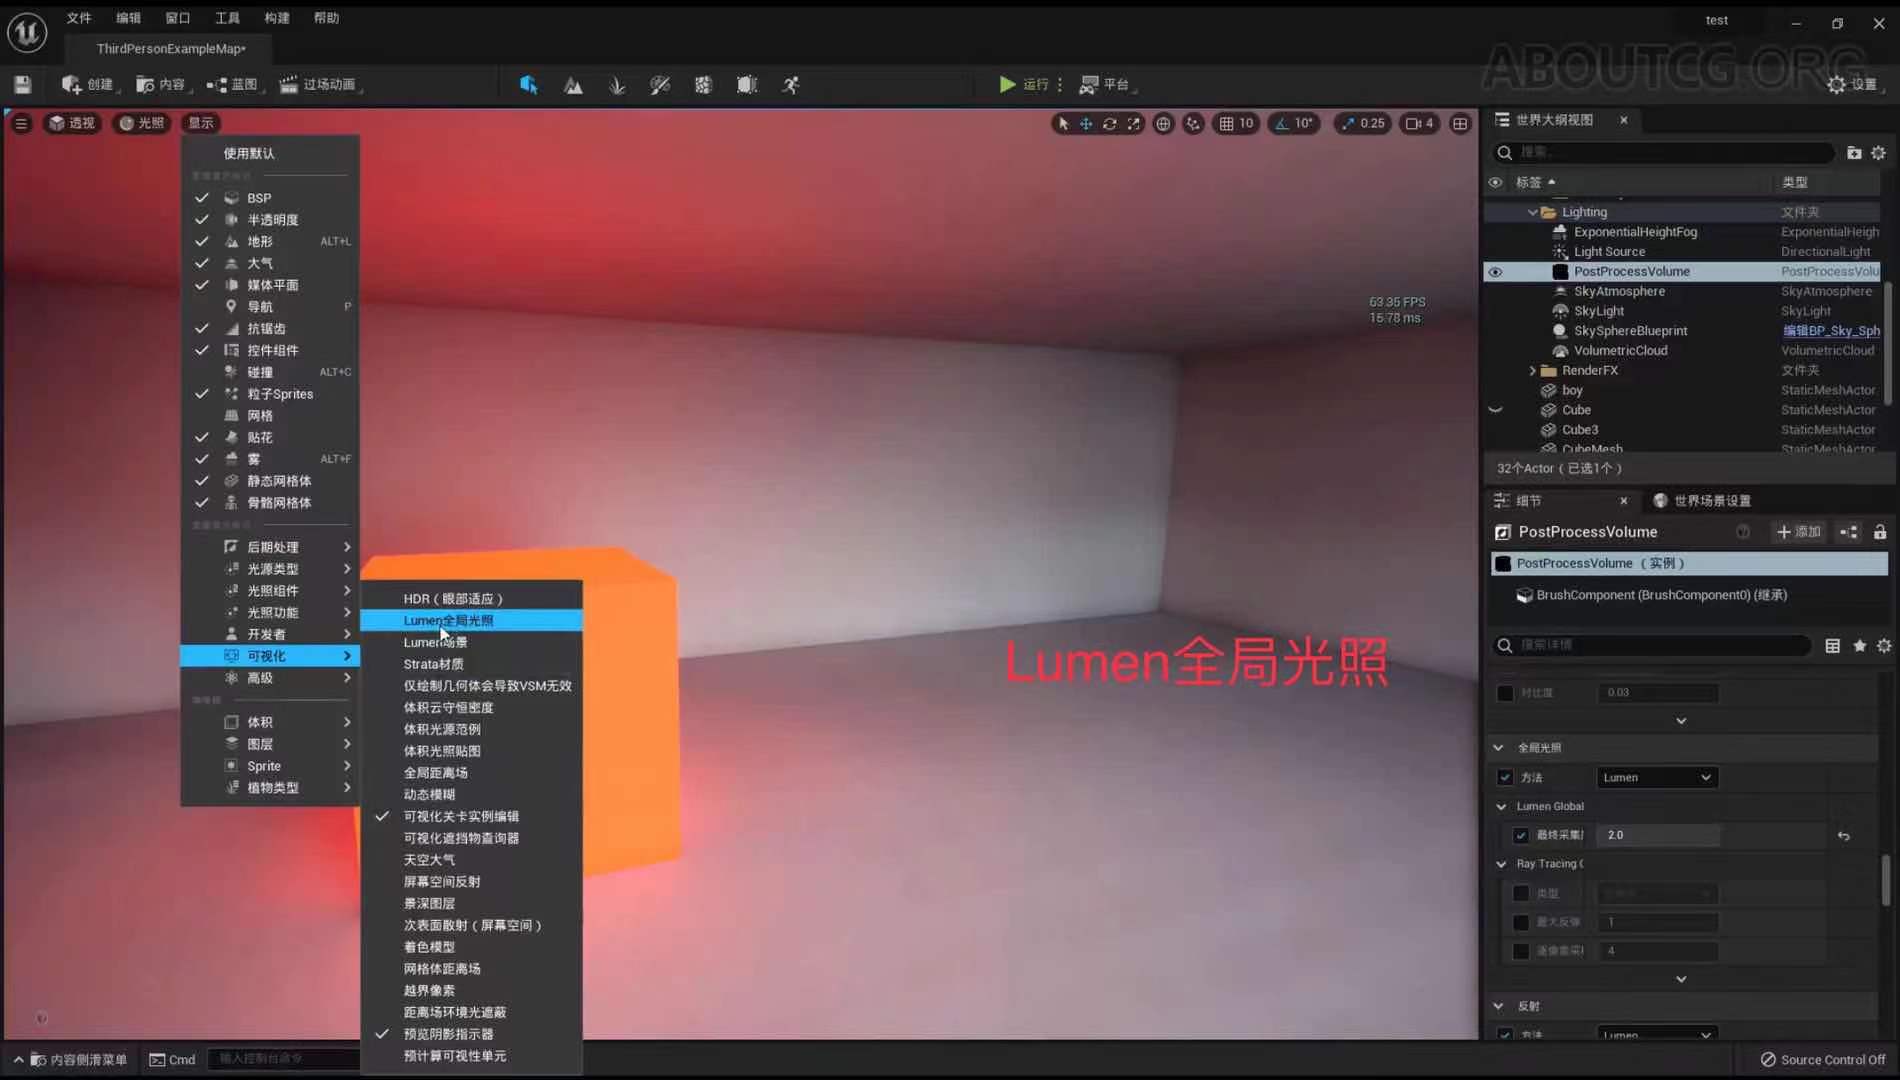 文件 编辑 窗口 工具 构建 帮助
test
ThirdPersonExampleMap*
ABOUTCG.ORG
创建 内容 蓝图 过场动画 运行 平台 设置
透视 光照 显示
10 10° 0.25 4
使用默认
BSP
半透明度
地形 ALT+L
大气
媒体平面
导航 P
抗锯齿
控件组件
碰撞 ALT+C
粒子Sprites
网格
贴花
雾 ALT+F
静态网格体
骨骼网格体
后期处理
光源类型
光照组件
光照功能
开发者
可视化
高级
体积
图层
Sprite
植物类型
HDR（眼部适应）
Lumen全局光照
Lumen场景
Strata材质
仅绘制几何体会导致VSM无效
体积云守恒密度
体积光源范例
体积光照贴图
全局距离场
动态模糊
可视化关卡实例编辑
可视化遮挡物查询器
天空大气
屏幕空间反射
景深图层
次表面散射（屏幕空间）
着色模型
网格体距离场
越界像素
距离场环境光遮蔽
预览阴影指示器
预计算可视性单元
63.35 FPS
15.78 ms
Lumen全局光照
世界大纲视图
搜索...
标签 类型
Lighting 文件夹
ExponentialHeightFog ExponentialHeigh
Light Source DirectionalLight
PostProcessVolume PostProcessVolu
SkyAtmosphere SkyAtmosphere
SkyLight SkyLight
SkySphereBlueprint 编辑BP_Sky_Sph
VolumetricCloud VolumetricCloud
RenderFX 文件夹
boy StaticMeshActor
Cube StaticMeshActor
Cube3 StaticMeshActor
CubeMesh StaticMeshActor
32个Actor（已选1个）
细节 世界场景设置
PostProcessVolume 添加
PostProcessVolume （实例）
BrushComponent (BrushComponent0) (继承)
搜索详情
对比度 0.03
全局光照
方法 Lumen
Lumen Global
最终采集 2.0
Ray Tracing G
类型
最大反弹 1
逐像素采 4
反射
方法 Lumen
内容侧滑菜单 Cmd 输入控制台命令
Source Control Off